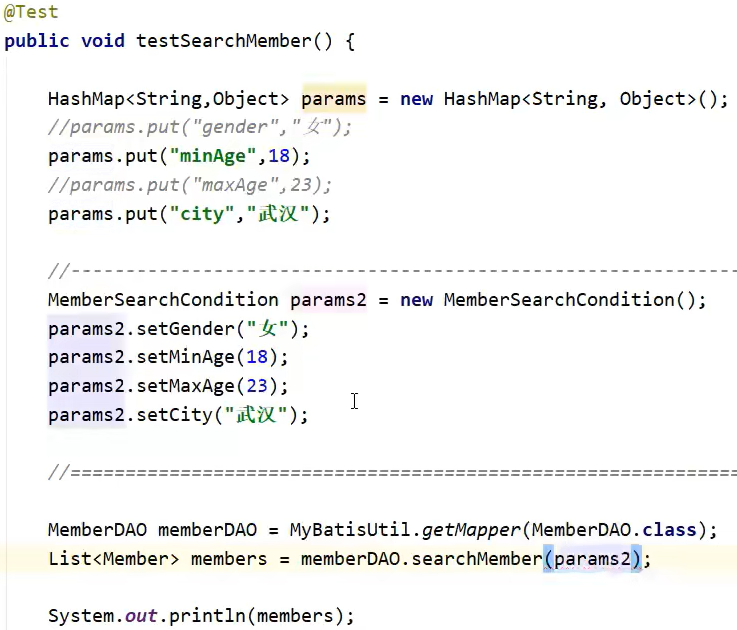 @Test
public void testSearchMember() {
HashMap<String,Object> params = new HashMap<String, Object>();
//params.put("gender","女");
params.put("minAge",18);
//params.put("maxAge",23);
params.put("city","武汉");
//-------------------------------------------------------------
MemberSearchCondition params2 = new MemberSearchCondition();
params2.setGender("女");
params2.setMinAge(18);
params2.setMaxAge(23);
params2.setCity("武汉");
//=============================================================
MemberDAO memberDAO = MyBatisUtil.getMapper(MemberDAO.class);
List<Member> members = memberDAO.searchMember(params2);
System.out.println(members);